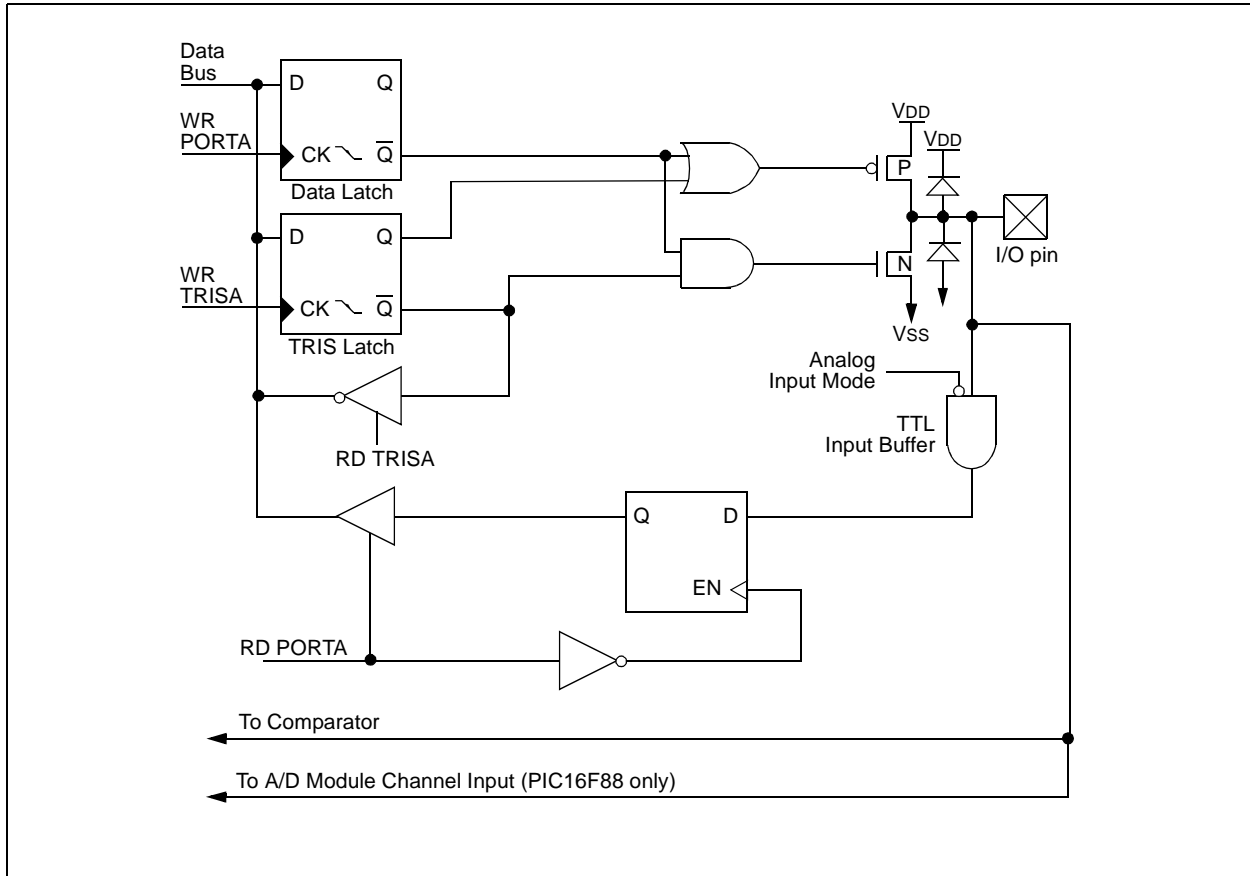 Data
Bus
D
Q
WR
PORTA
CK
Q
Data Latch
VDD
VDD
P
D
Q
N
I/O pin
WR
TRISA
CK
Q
TRIS Latch
VSS
Analog
Input Mode
TTL
Input Buffer
RD TRISA
Q
D
EN
RD PORTA
To Comparator
To A/D Module Channel Input (PIC16F88 only)